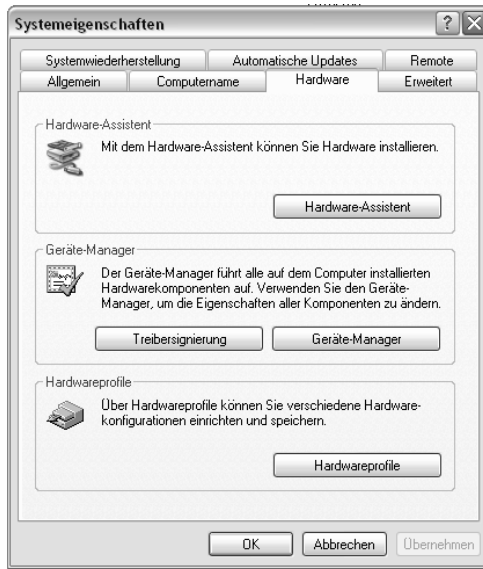 Systemeigenschaften
Systemwiederherstellung Automatische Updates Remote
Allgemein Computername Hardware Erweitert
Hardware-Assistent
Mit dem Hardware-Assistent können Sie Hardware installieren.
Hardware-Assistent
Geräte-Manager
Der Geräte-Manager führt alle auf dem Computer installierten
Hardwarekomponenten auf. Verwenden Sie den Geräte-
Manager, um die Eigenschaften aller Komponenten zu ändern.
Treibersignierung Geräte-Manager
Hardwareprofile
Über Hardwareprofile können Sie verschiedene Hardware-
konfigurationen einrichten und speichern.
Hardwareprofile
OK Abbrechen Übernehmen